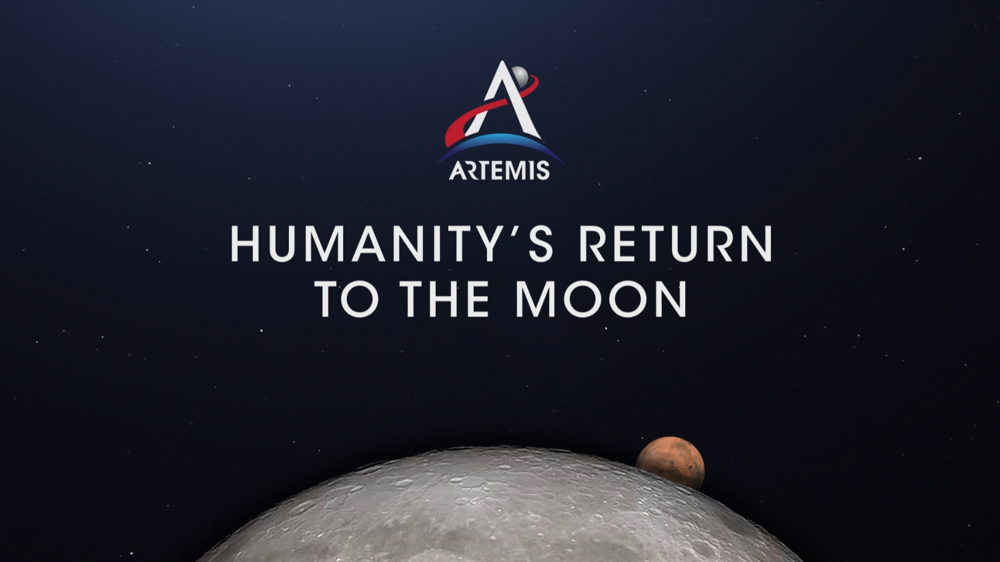 ARTEMIS
HUMANITY’S RETURN
TO THE MOON